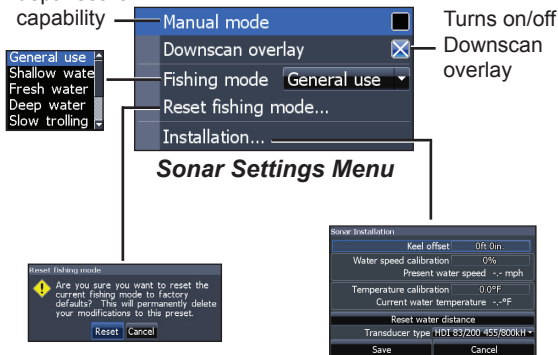 capability
Manual mode
Turns on/off
Downscan
overlay
Downscan overlay
General use
Shallow wate
Fresh water
Deep water
Slow trolling
Fishing mode General use
Reset fishing mode...
Installation...
Sonar Settings Menu
Reset fishing mode
Are you sure you want to reset the
current fishing mode to factory
defaults? This will permanently delete
your modifications to this preset.
Reset Cancel
Sonar Installation
Keel offset 0ft 0in.
Water speed calibration 0%
Present water speed -.- mph
Temperature calibration 0.0°F
Current water temperature -.-°F
Reset water distance
Transducer type HDI 83/200 455/800kH
Save Cancel